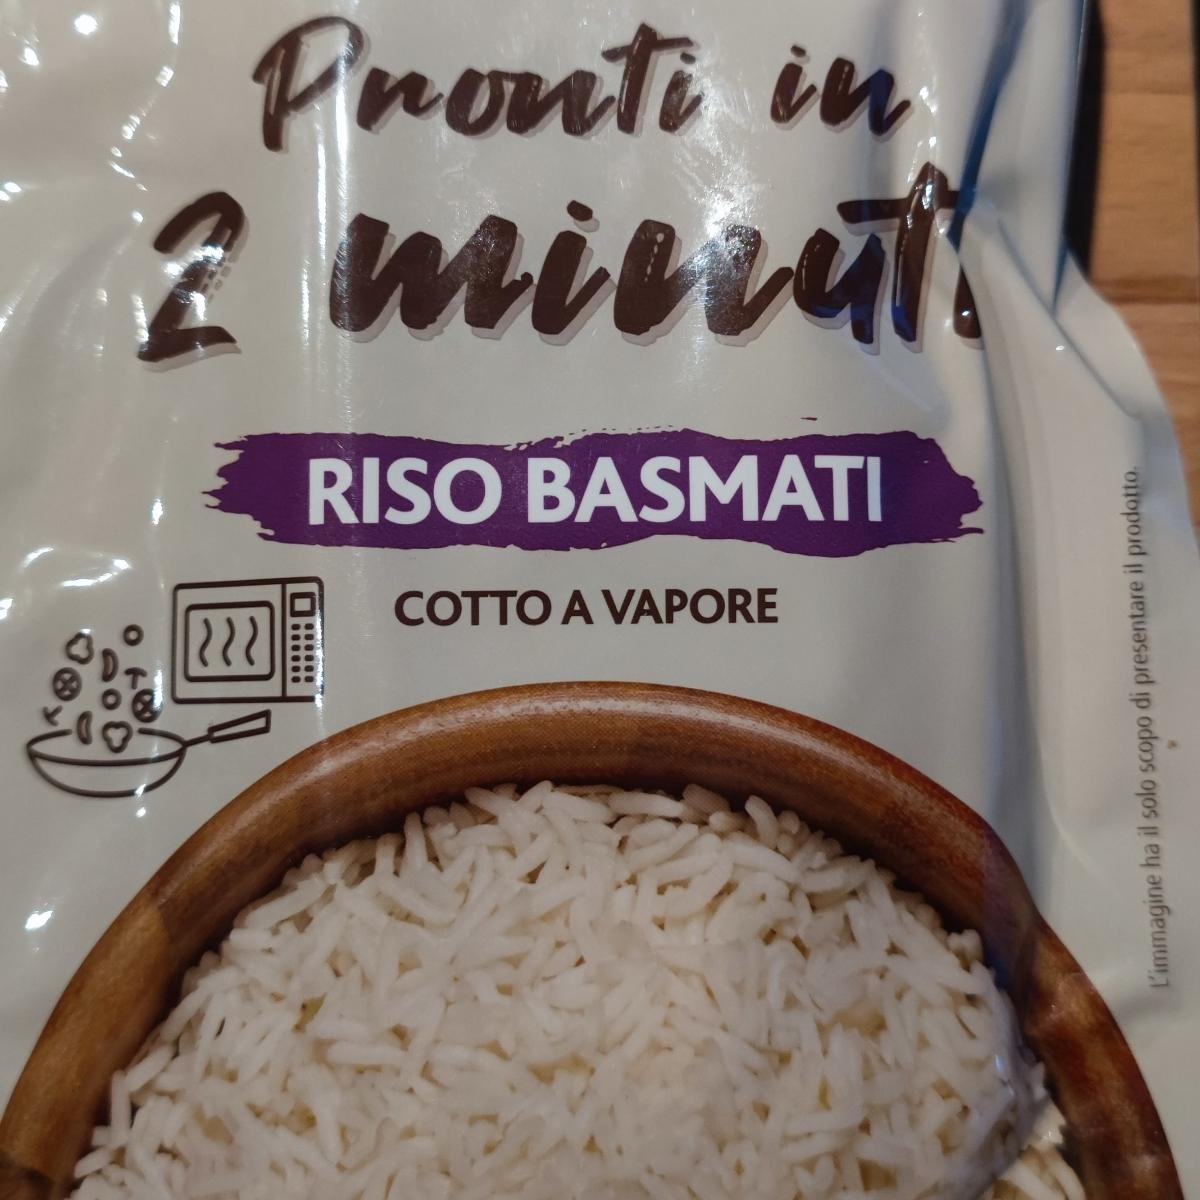 Pronti in
2 minuti
RISO BASMATI
COTTO A VAPORE
L'immagine ha il solo scopo di presentare il prodotto.